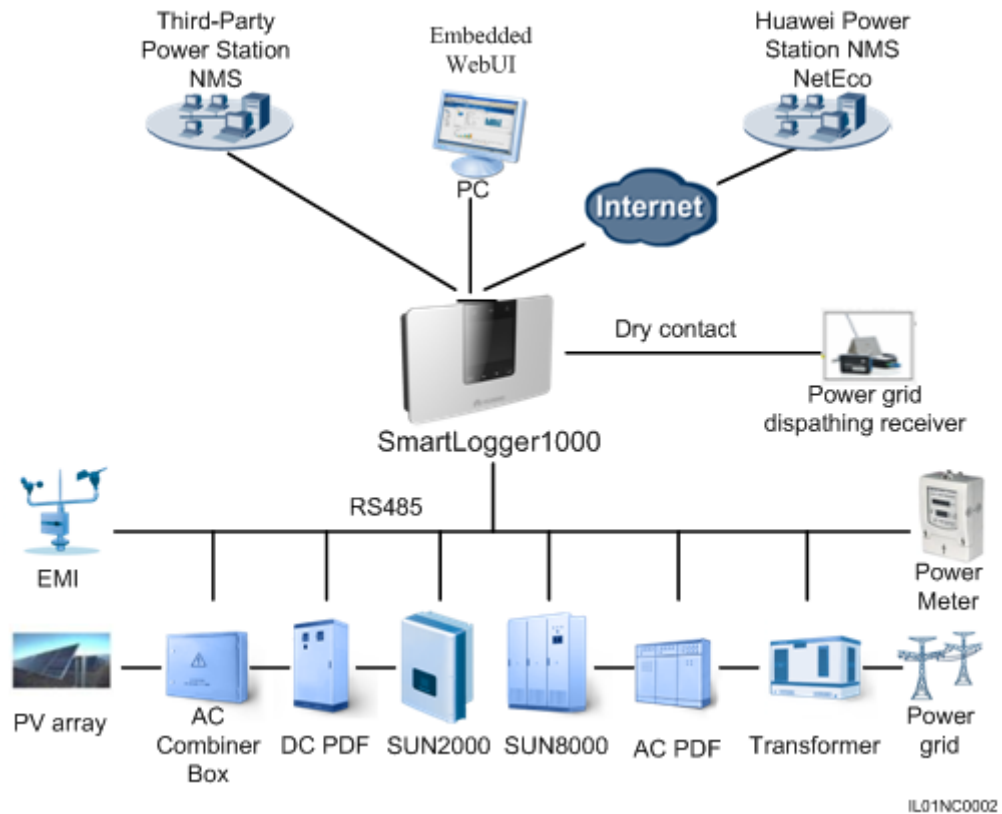 Third-Party
Power Station
NMS
Embedded
WebUI
Huawei Power
Station NMS
NetEco
PC
Internet
Dry contact
Power grid
dispathing receiver
SmartLogger1000
RS485
EMI
Power
Meter
PV array
AC
Combiner
Box
DC PDF
SUN2000
SUN8000
AC PDF
Transformer
Power
grid
IL01NC0002